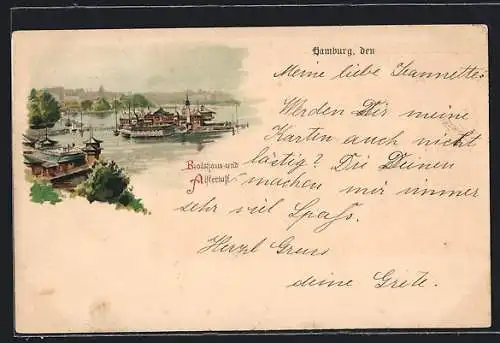 Hamburg, den
Meine liebe Jeannette!
Werden Dir meine
Karten auch nicht
lästig? Die Deinen
machen mir immer
sehr viel Spaß.
Herzl Gruss
deine Grete.
Bootshaus und
Alsterlust